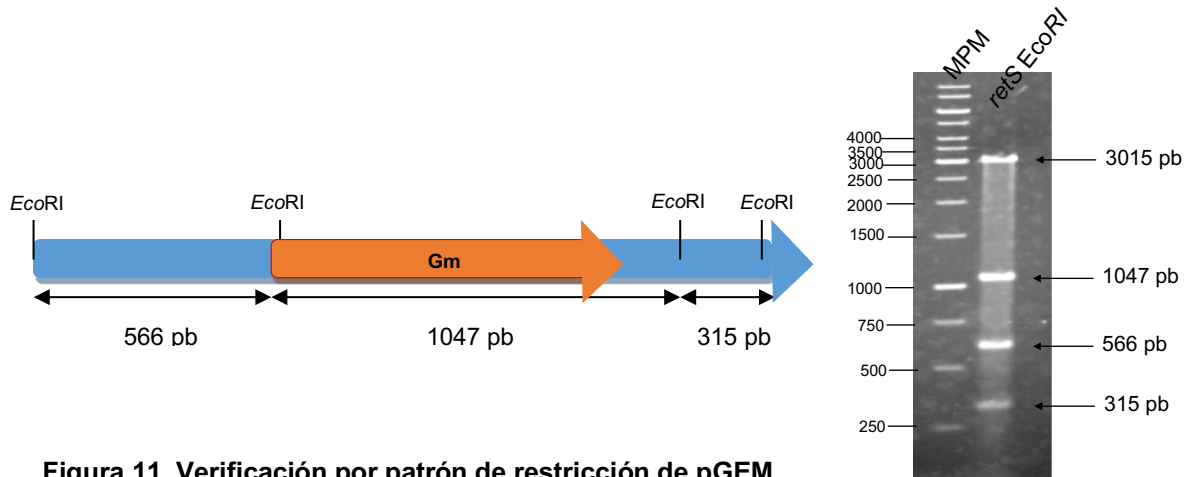 EcoRI EcoRI EcoRI EcoRI
Gm
566 pb 1047 pb 315 pb
MPM
retS EcoRI
4000
3500
3000
2500
2000
1500
1000
750
500
250
3015 pb
1047 pb
566 pb
315 pb
Figura 11. Verificación por patrón de restricción de pGEM